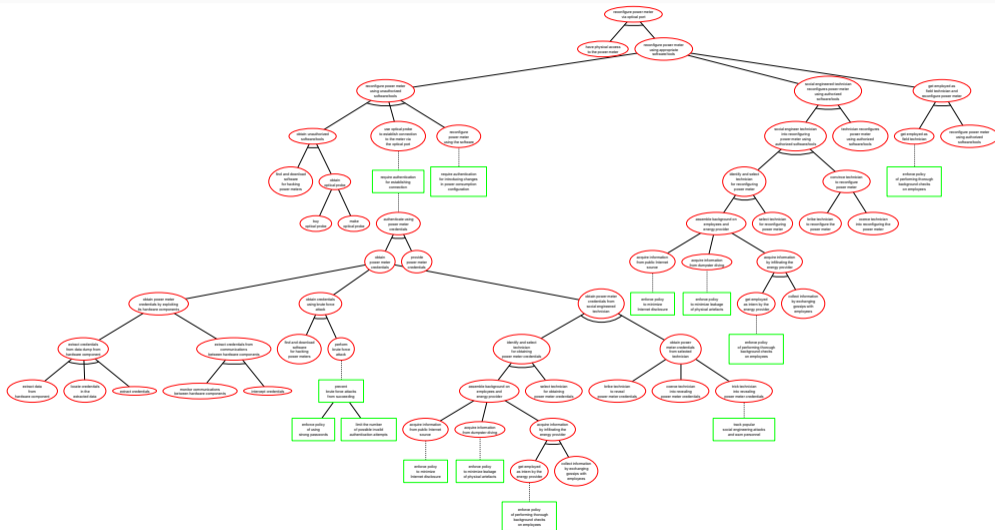 reconfigure power meter
via optical port
have physical access
to the power meter
reconfigure power meter
using appropriate
software/tools
reconfigure power meter
using unauthorised
software/tools
social engineered technician
reconfigures power meter
using authorised
software/tools
get employed as
field technician and
reconfigure power meter
obtain unauthorised
software/tools
use optical probe
to establish connection
to the meter via
the optical port
reconfigure
power meter
using the software
social engineer technician
into reconfiguring
power meter using
authorised software/tools
technician reconfigures
power meter
using authorised
software/tools
get employed as
field technician
reconfigure power meter
using authorised
software/tools
find and download
software
for hacking
power meters
obtain
optical probe
require authentication
for establishing
connection
require authentication
for introducing changes
in power consumption
configuration
identify and select
technician
for reconfiguring
power meter
convince technician
to reconfigure
power meter
enforce policy
of performing thorough
background checks
on employees
buy
optical probe
make
optical probe
authenticate using
power meter
credentials
assemble background on
employees and
energy provider
select technician
for reconfiguring
power meter
bribe technician
to reconfigure the
power meter
coerce technician
into reconfiguring the
power meter
obtain
power meter
credentials
provide
power meter
credentials
acquire information
from public Internet
source
acquire information
from dumpster diving
acquire information
by infiltrating the
energy provider
obtain power meter
credentials by exploiting
its hardware components
obtain credentials
using brute force
attack
obtain power meter
credentials from
social engineered
technician
enforce policy
to minimize
Internet disclosure
enforce policy
to minimize leakage
of physical artefacts
get employed
as intern by the
energy provider
collect information
by exchanging
gossips with
employees
extract credentials
from data dump from
hardware component
extract credentials from
communications
between hardware components
find and download
software
for hacking
power meters
perform
brute force
attack
identify and select
technician
for obtaining
power meter credentials
obtain power
meter credentials
from selected
technician
enforce policy
of performing thorough
background checks
on employees
extract data
from
hardware component
locate credentials
in the
extracted data
extract credentials
monitor communications
between hardware components
intercept credentials
prevent
brute force attacks
from succeeding
assemble background on
employees and
energy provider
select technician
for obtaining
power meter credentials
bribe technician
to reveal
power meter credentials
coerce technician
into revealing
power meter credentials
trick technician
into revealing
power meter credentials
enforce policy
of using
strong passwords
limit the number
of possible invalid
authentication attempts
acquire information
from public Internet
source
acquire information
from dumpster diving
acquire information
by infiltrating the
energy provider
social engineering attacks
enforce policy
to minimize
Internet disclosure
enforce policy
to minimize leakage
of physical artefacts
get employed
as intern by the
energy provider
collect information
by exchanging
gossips with
employees
enforce policy
of performing thorough
background checks
on employees